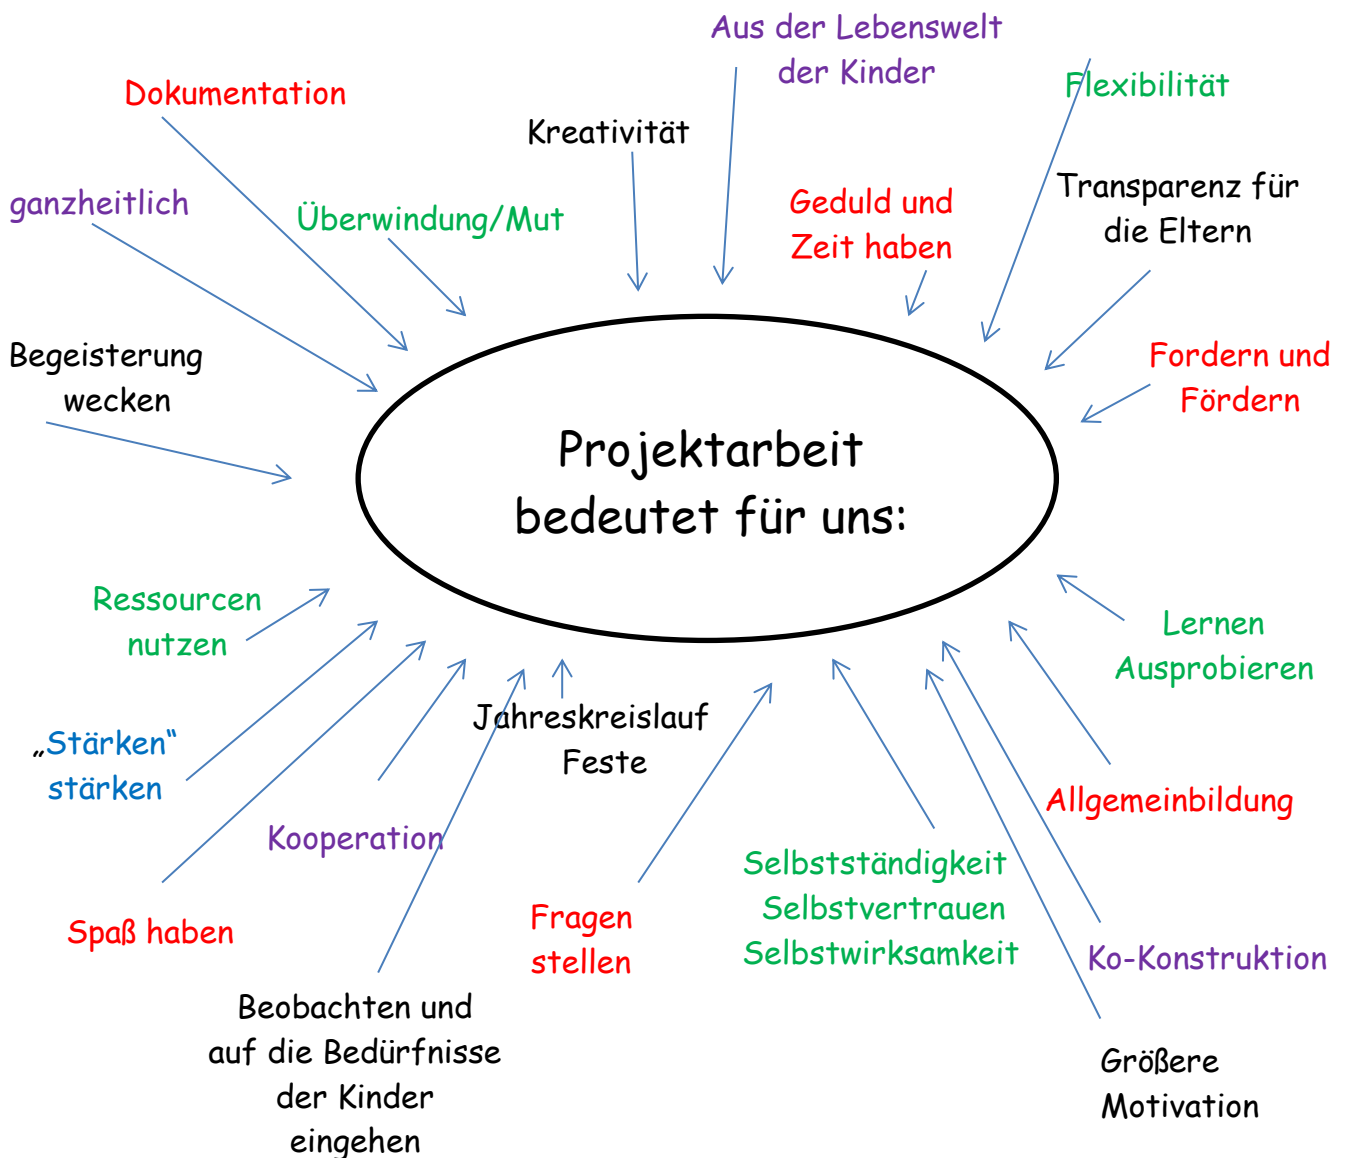 Aus der Lebenswelt
der Kinder
Dokumentation
Flexibilität
Kreativität
ganzheitlich
Überwindung/Mut
Geduld und
Zeit haben
Transparenz für
die Eltern
Begeisterung
wecken
Fordern und
Fördern
Projektarbeit
bedeutet für uns:
Ressourcen
nutzen
Lernen
Ausprobieren
„Stärken“
stärken
Jahreskreislauf
Feste
Allgemeinbildung
Kooperation
Selbstständigkeit
Selbstvertrauen
Selbstwirksamkeit
Spaß haben
Fragen
stellen
Ko-Konstruktion
Beobachten und
auf die Bedürfnisse
der Kinder
eingehen
Größere
Motivation